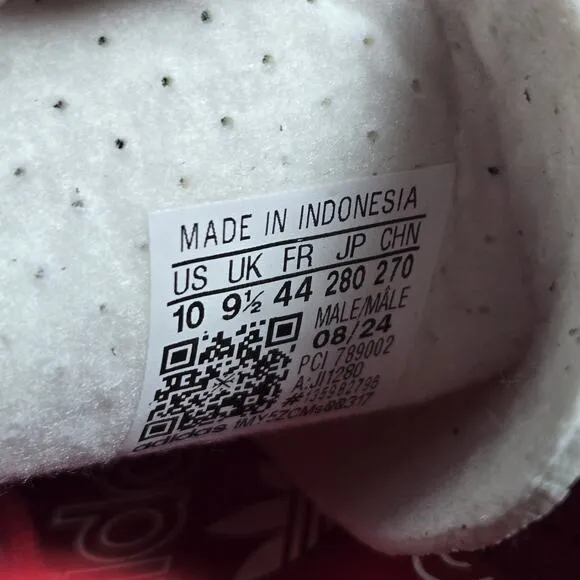 MADE IN INDONESIA
US UK FR JP CHN
10 9½ 44 280 270
MALE/MÂLE
08/24
PCI 789002
A:JI1280
adidas